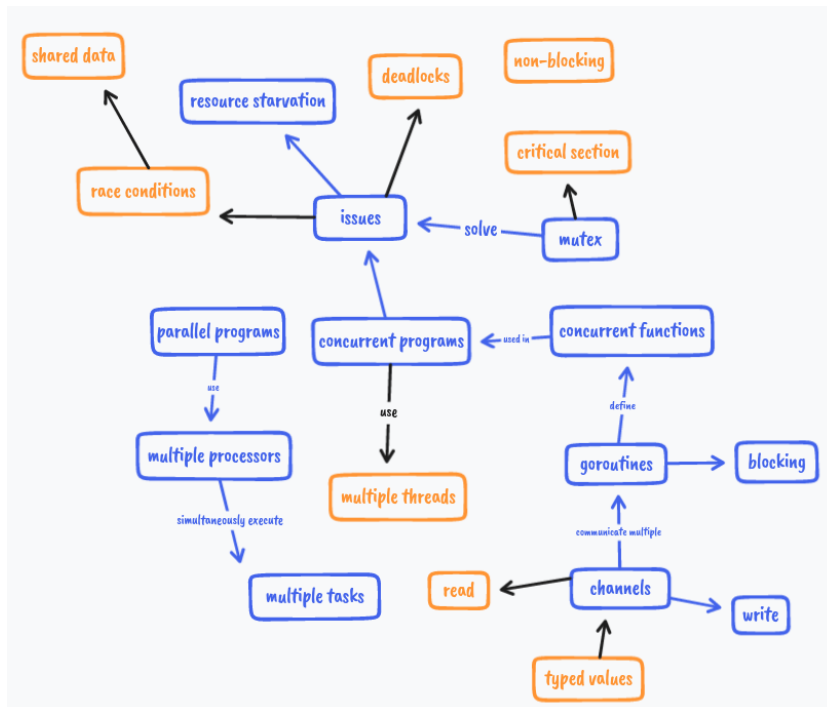 shared data
resource starvation
deadlocks
non-blocking
critical section
race conditions
issues
solve
mutex
parallel programs
concurrent programs
used in
concurrent functions
use
use
define
multiple processors
goroutines
blocking
multiple threads
simultaneously execute
communicate multiple
multiple tasks
read
channels
write
typed values